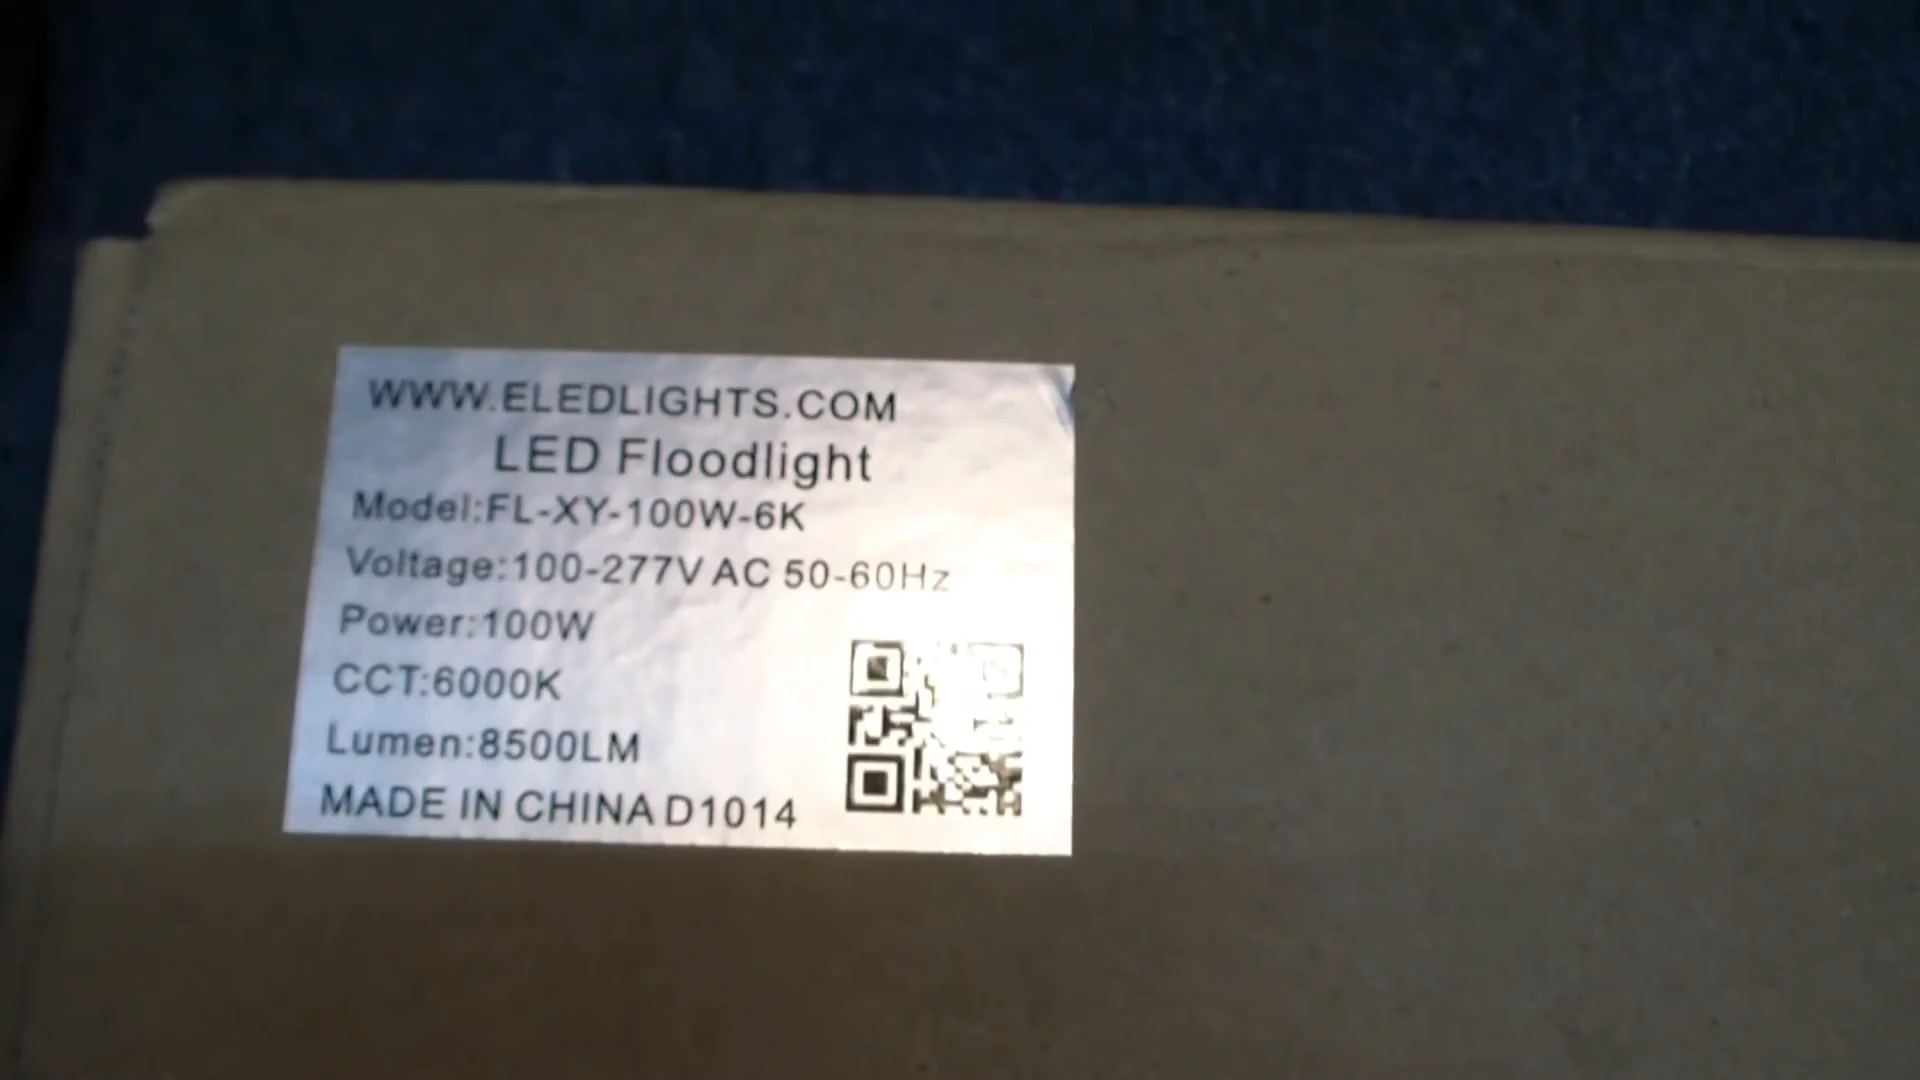 WWW.ELEDLIGHTS.COM
LED Floodlight
Model:FL-XY-100W-6K
Voltage:100-277V AC 50-60Hz
Power:100W
CCT:6000K
Lumen:8500LM
MADE IN CHINA D1014